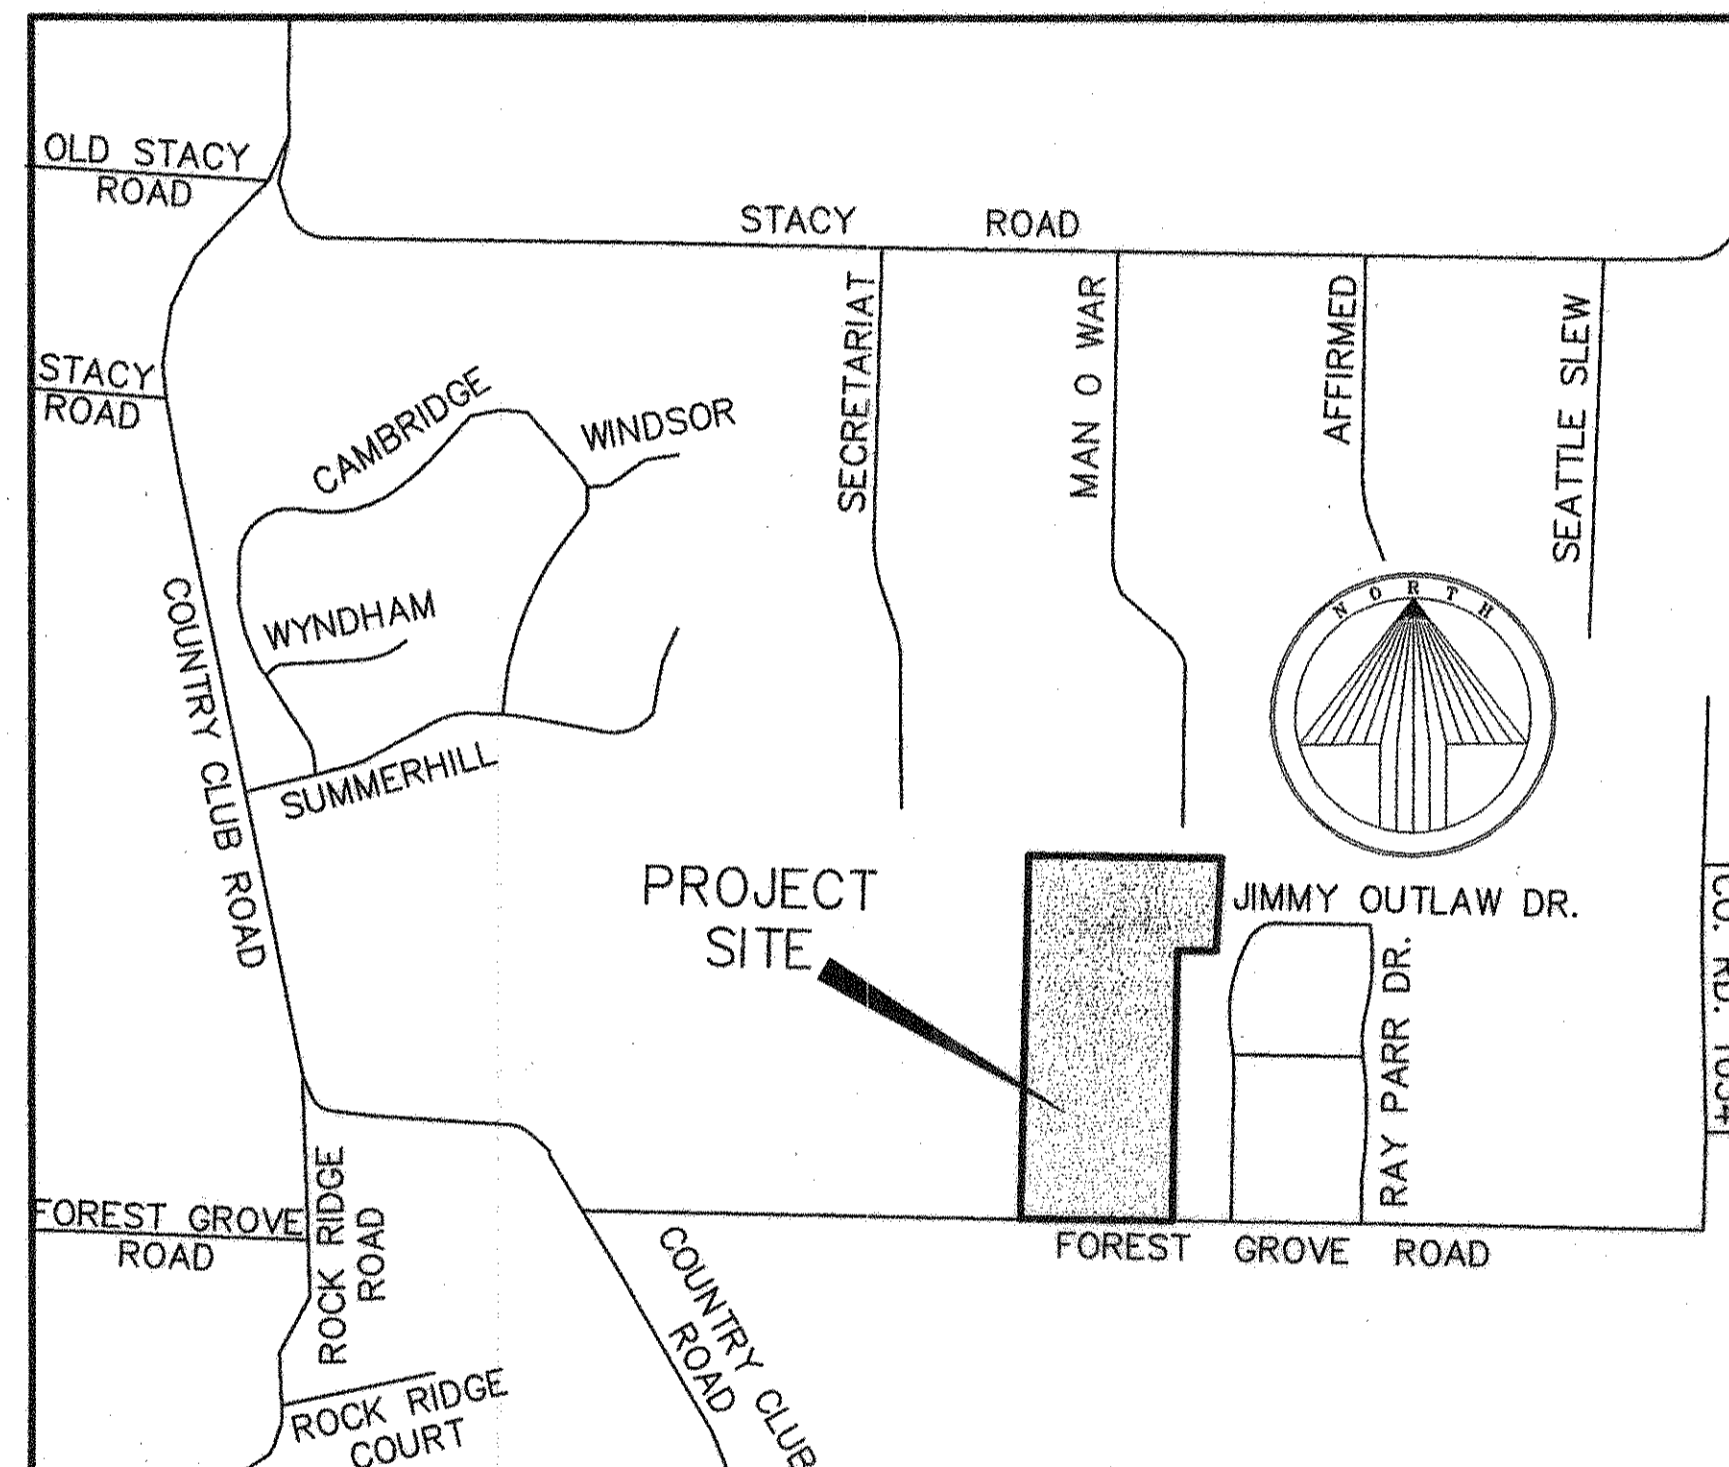 OLD STACY
ROAD
STACY ROAD
STACY
ROAD
CAMBRIDGE
WINDSOR
SECRETARIAT
MAN O WAR
AFFIRMED
SEATTLE SLEW
NORTH
WYNDHAM
COUNTRY CLUB ROAD
SUMMERHILL
PROJECT
SITE
JIMMY OUTLAW DR.
RAY PARR DR.
CO. RD.
FOREST GROVE
ROAD
ROCK RIDGE
ROAD
FOREST GROVE ROAD
COUNTRY CLUB
ROAD
ROCK RIDGE
COURT